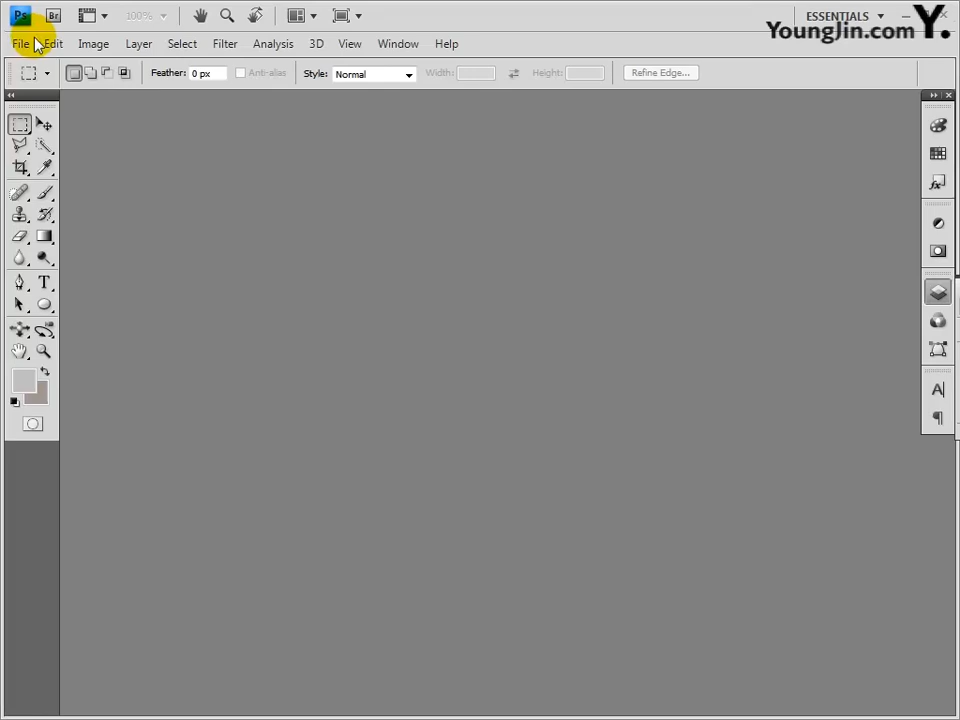 Ps Br 100% ESSENTIALS
YoungJin.com Y.
File Edit Image Layer Select Filter Analysis 3D View Window Help
Feather: 0 px Anti-alias Style: Normal Width: Height: Refine Edge...
fx
T
A